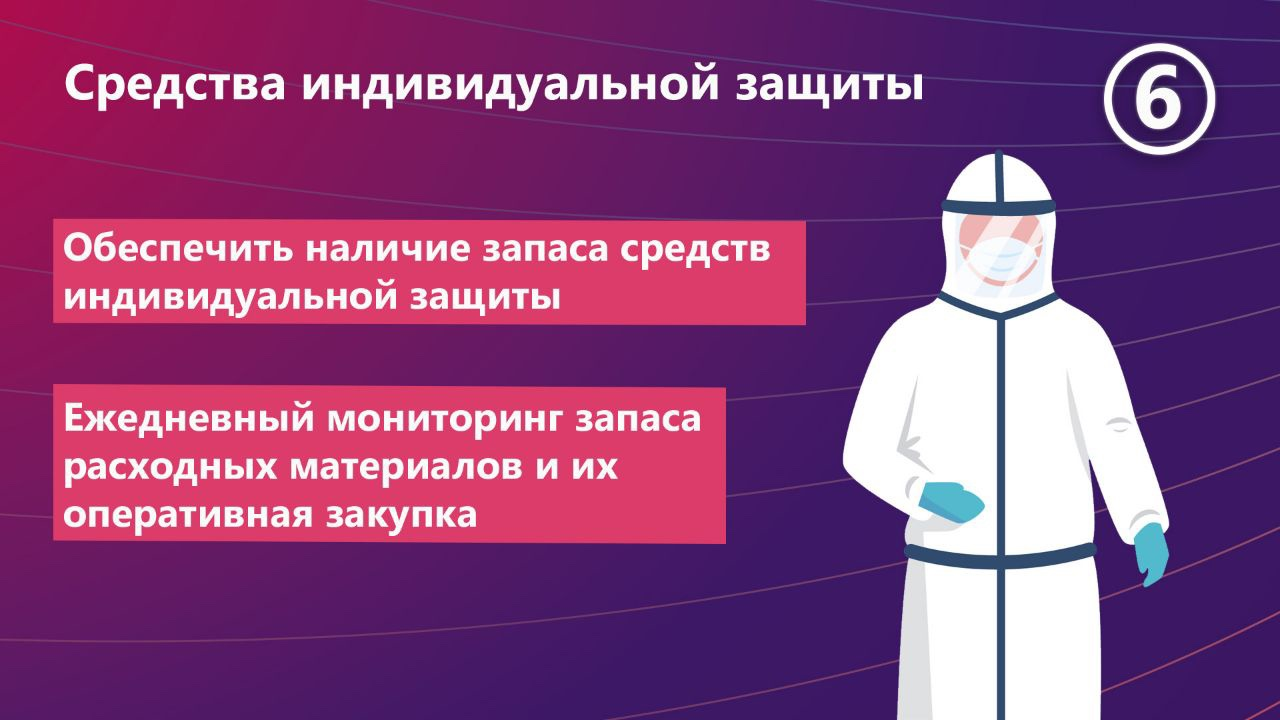 Средства индивидуальной защиты
6
Обеспечить наличие запаса средств
индивидуальной защиты
Ежедневный мониторинг запаса
расходных материалов и их
оперативная закупка